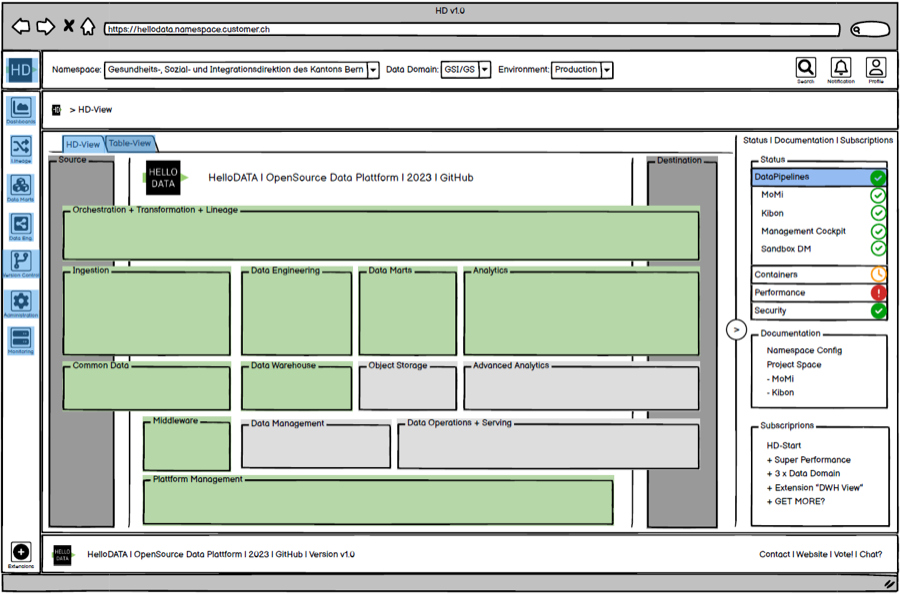 HD v1.0
https://hellodata.namespace.customer.ch
HD
Namespace: Gesundheits-, Sozial- und Integrationsdirektion des Kantons Bern Data Domain: GSI/GS Environment: Production
Search
Notification
Profile
HD > HD-View
Dashboards
Lineage
Data Marts
Data Eng.
Version Control
Administration
Monitoring
Extensions
HD-View
Table-View
Source
Destination
HELLO
DATA
HelloDATA | OpenSource Data Plattform | 2023 | GitHub
Orchestration + Transformation + Lineage
Ingestion
Data Engineering
Data Marts
Analytics
Common Data
Data Warehouse
Object Storage
Advanced Analytics
Middleware
Data Management
Data Operations + Serving
Plattform Management
Status | Documentation | Subscriptions
Status
DataPipelines
MoMi
Kibon
Management Cockpit
Sandbox DM
Containers
Performance
Security
>
Documentation
Namespace Config
Project Space
- MoMi
- Kibon
Subscriprions
HD-Start
+ Super Performance
+ 3 x Data Domain
+ Extension "DWH View"
+ GET MORE?
HELLO
DATA
HelloDATA | OpenSource Data Plattform | 2023 | GitHub | Version v1.0
Contact | Website | Vote! | Chat?